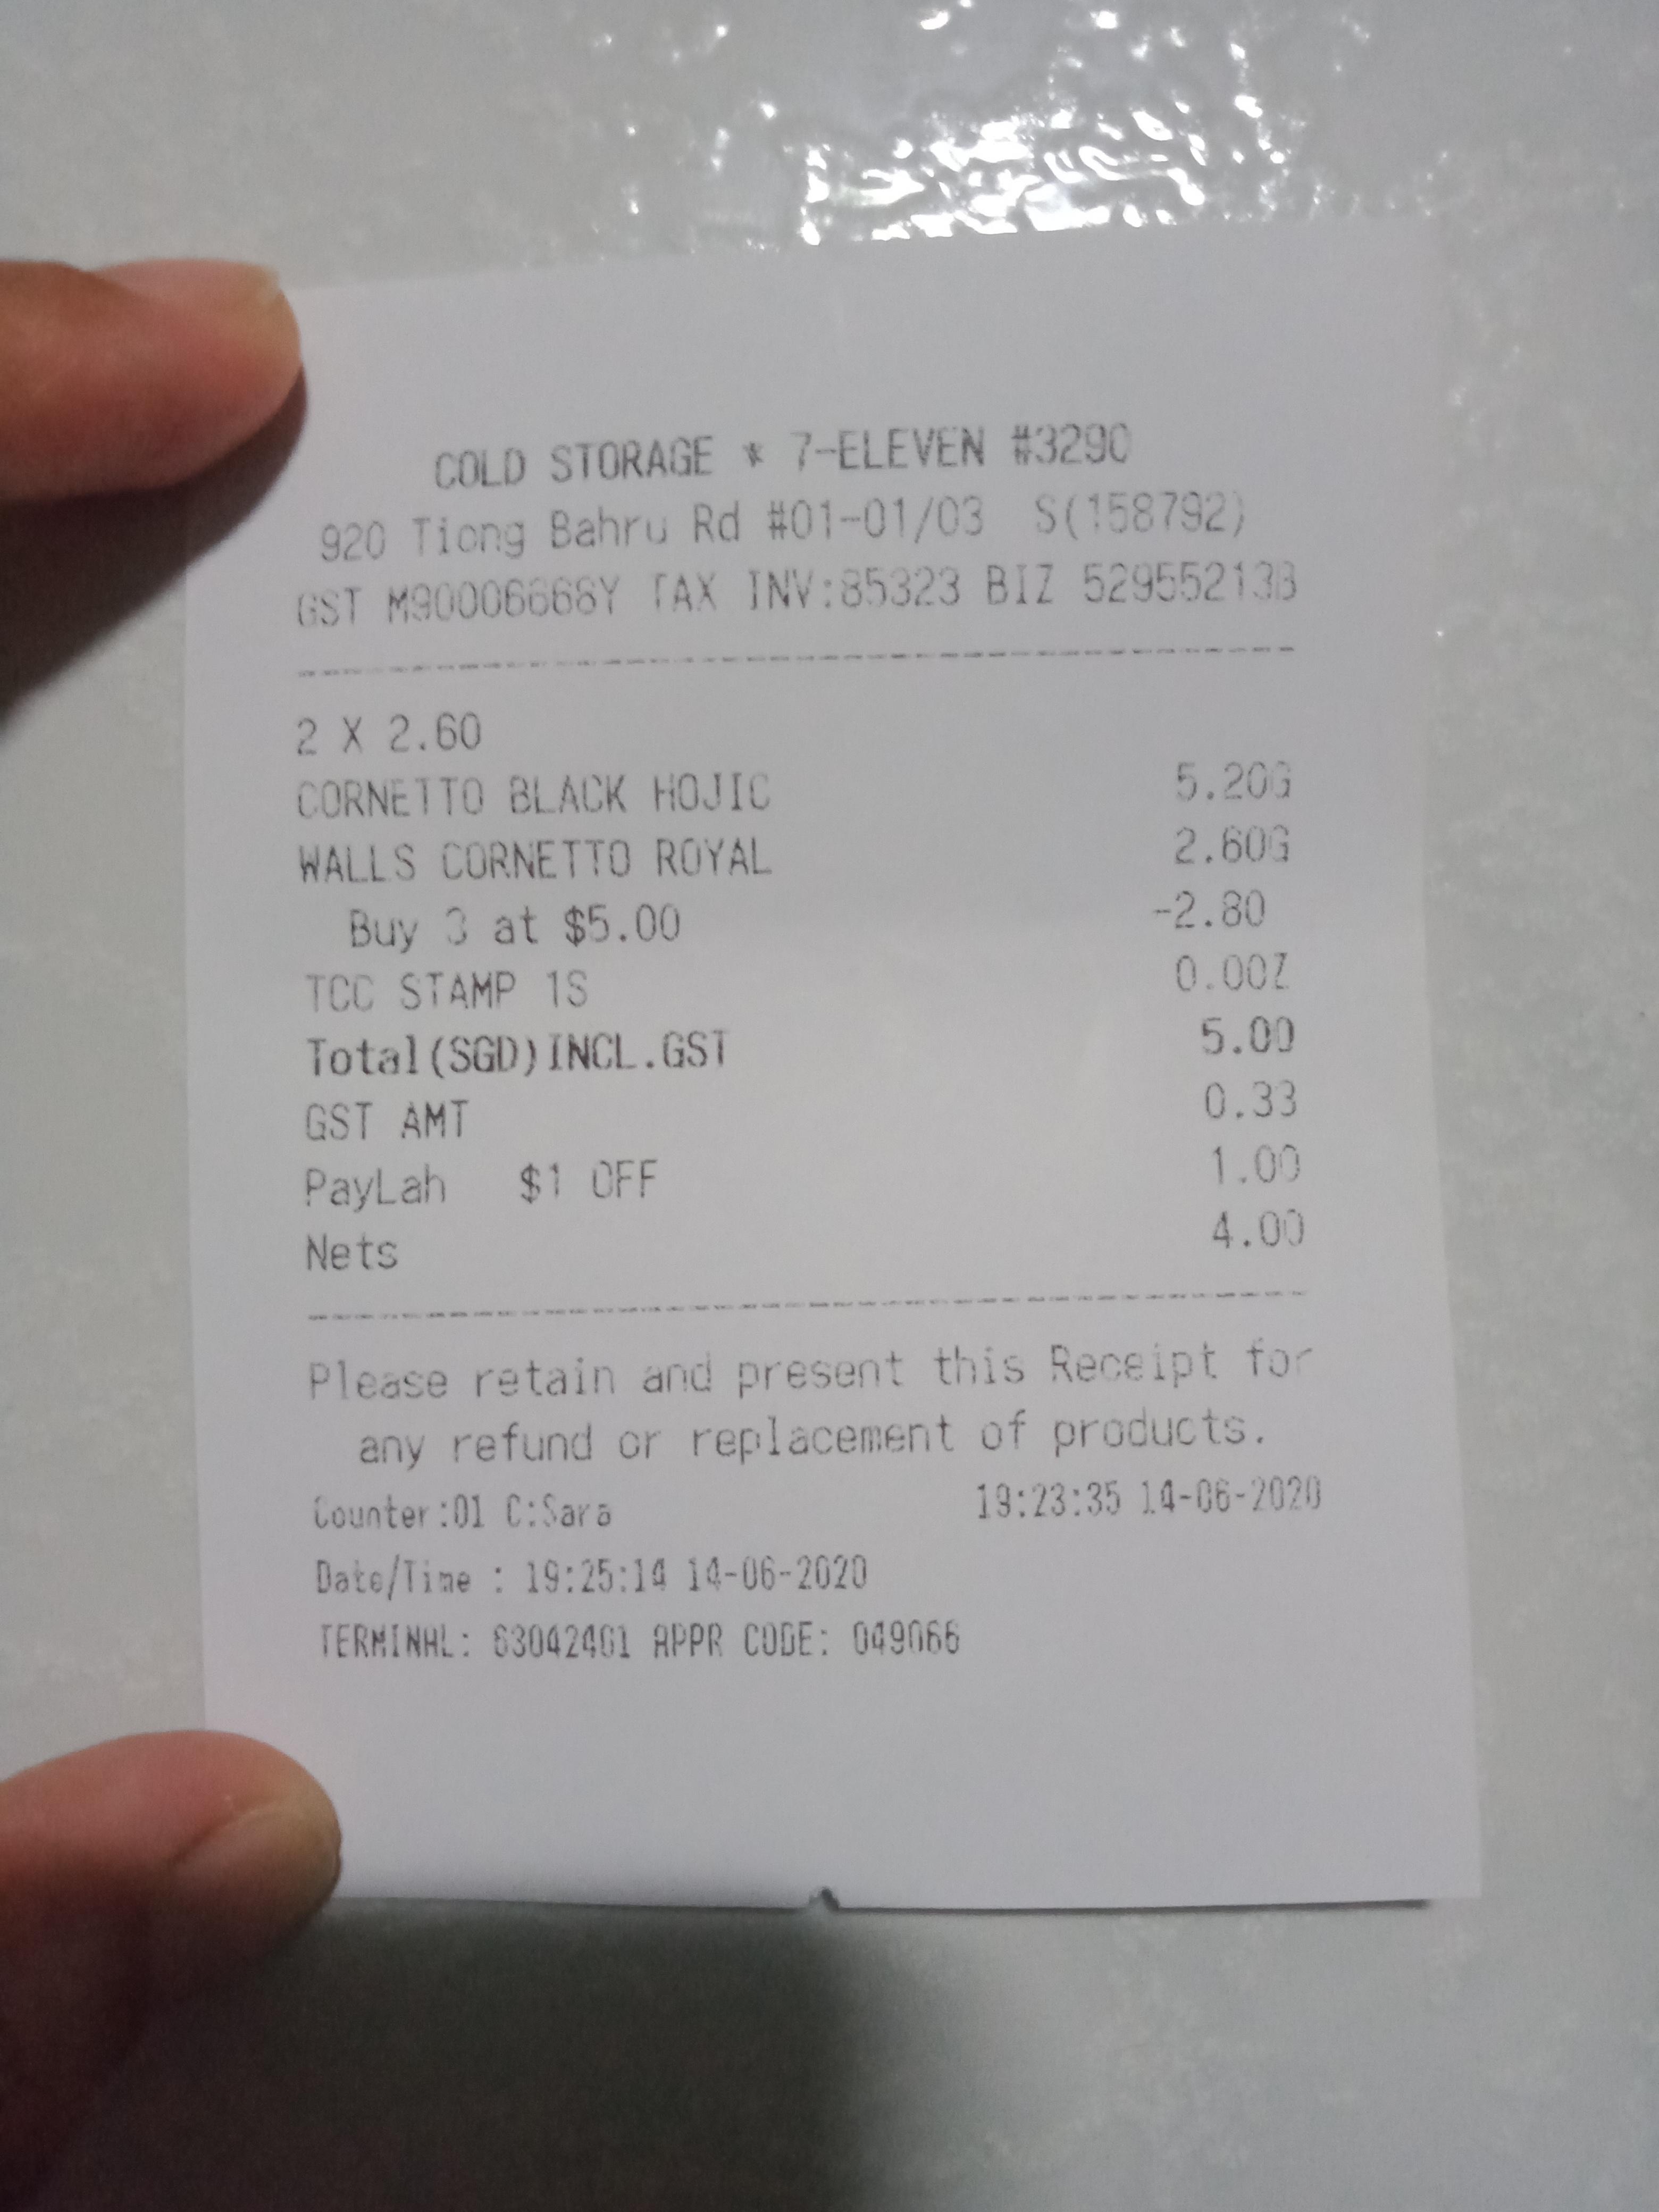 COLD STORAGE * 7-ELEVEN #3290
920 Tiong Bahru Rd #01-01/03 S(158792)
GST M90006668Y TAX INV:85323 BIZ 52955213B
2 X 2.60
CORNETTO BLACK HOJIC 5.20G
WALLS CORNETTO ROYAL 2.60G
Buy 3 at $5.00 -2.80
TCC STAMP 1S 0.00Z
Total(SGD)INCL.GST 5.00
GST AMT 0.33
PayLah $1 OFF 1.00
Nets 4.00
Please retain and present this Receipt for
any refund or replacement of products.
Counter:01 C:Sara 19:23:35 14-06-2020
Date/Time : 19:25:14 14-06-2020
TERMINAL: 63042401 APPR CODE: 049066